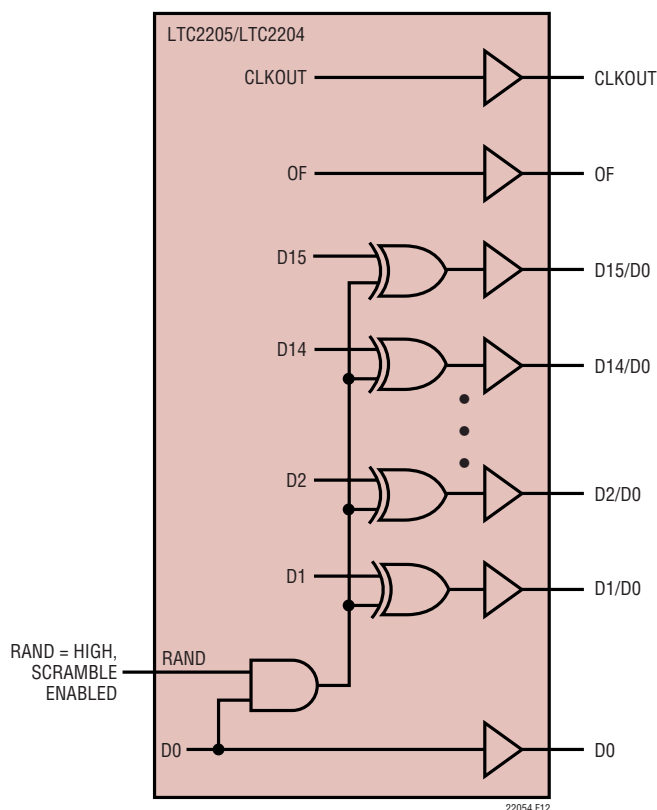 LTC2205/LTC2204
CLKOUT
CLKOUT
OF
OF
D15
D15/D0
D14
D14/D0
D2
D2/D0
D1
D1/D0
RAND = HIGH,
SCRAMBLE
ENABLED
RAND
D0
D0
22054 F12